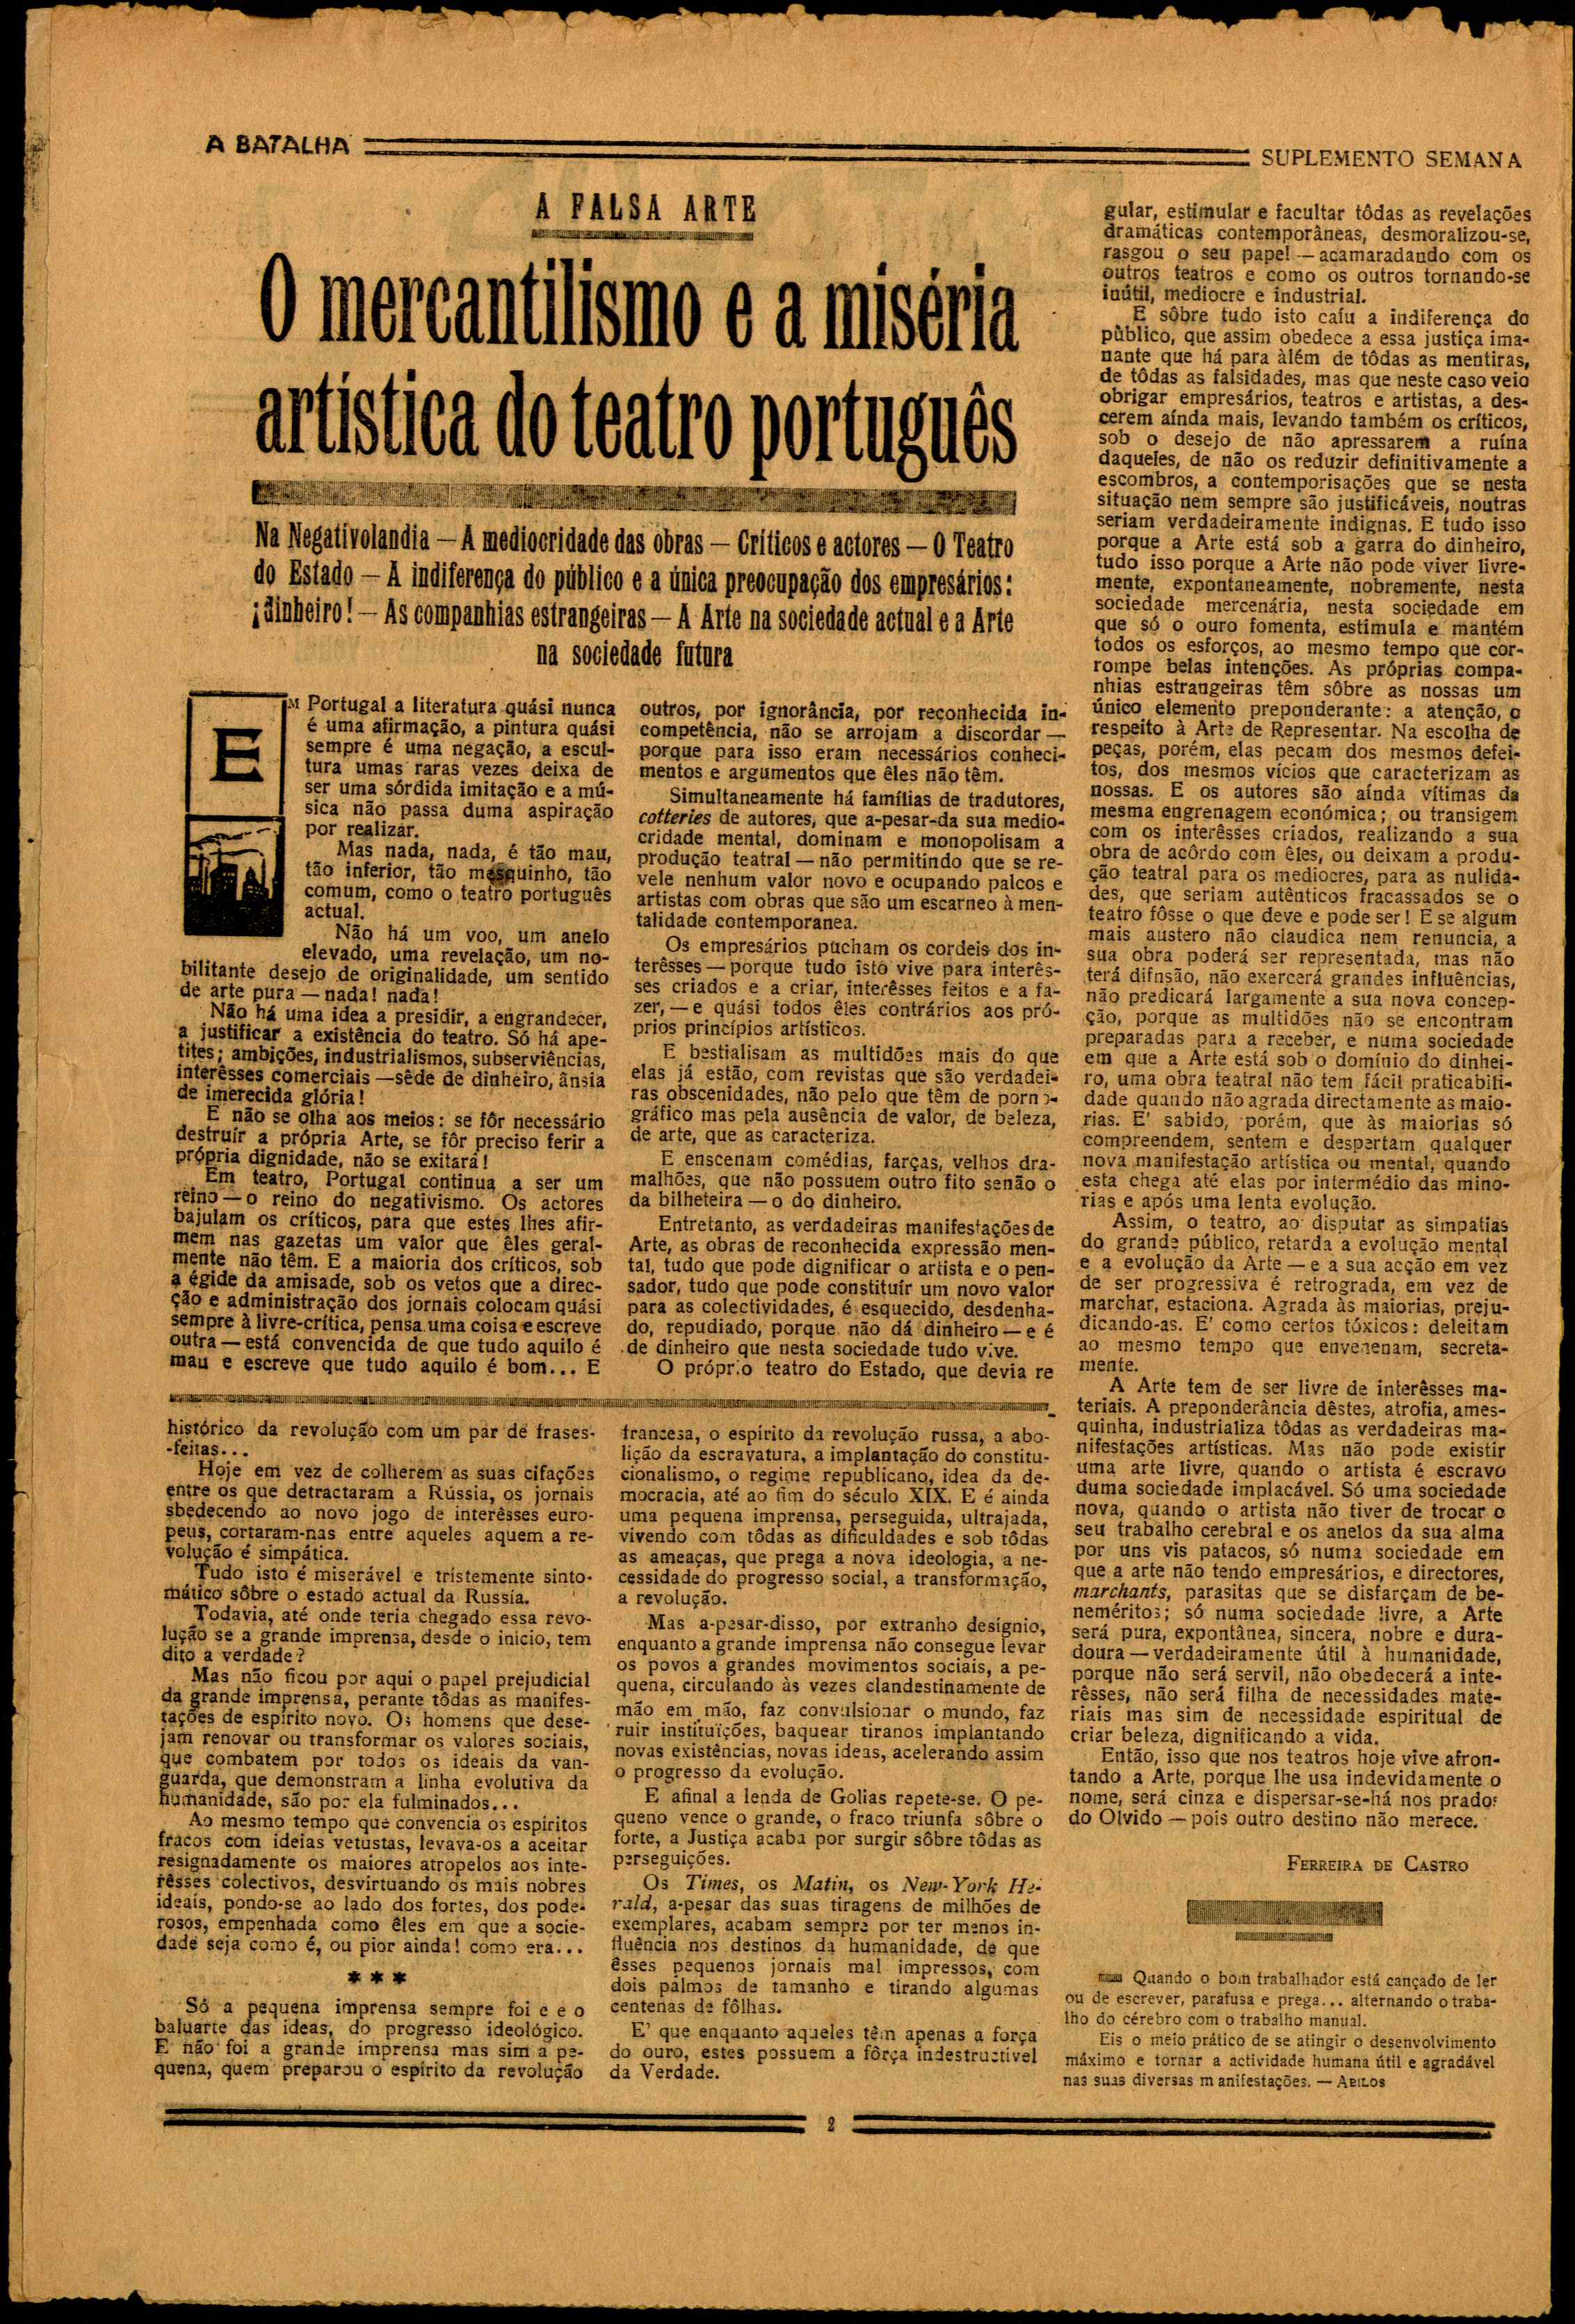 A BATALHA
SUPLEMENTO SEMANA
A FALSA ARTE
O mercantilismo e a miséria
artística do teatro português
Na Negativolandia — A mediocridade das obras — Críticos e actores — O Teatro
do Estado — A indiferença do público e a única preocupação dos empresários:
¡dinheiro! — As companhias estrangeiras — A Arte na sociedade actual e a Arte
na sociedade futura
EM Portugal a literatura quási nunca
é uma afirmação, a pintura quási
sempre é uma negação, a escul-
tura umas raras vezes deixa de
ser uma sórdida imitação e a mú-
sica não passa duma aspiração
por realizar.
Mas nada, nada, é tão mau,
tão inferior, tão mesquinho, tão
comum, como o teatro português
actual.
Não há um voo, um anelo
elevado, uma revelação, um no-
bilitante desejo de originalidade, um sentido
de arte pura — nada! nada!
Não há uma idea a presidir, a engrandecer,
a justificar a existência do teatro. Só há ape-
tites; ambições, industrialismos, subserviências,
interêsses comerciais — sêde de dinheiro, ânsia
de imerecida glória!
E não se olha aos meios: se fôr necessário
destruír a própria Arte, se fôr preciso ferir a
própria dignidade, não se exitará!
Em teatro, Portugal continua a ser um
reino — o reino do negativismo. Os actores
bajulam os críticos, para que estes lhes afir-
mem nas gazetas um valor que êles geral-
mente não têm. E a maioria dos críticos, sob
a égide da amisade, sob os vetos que a direc-
ção e administração dos jornais colocam quási
sempre à livre-crítica, pensa uma coisa e escreve
outra — está convencida de que tudo aquilo é
mau e escreve que tudo aquilo é bom... E
outros, por ignorância, por reconhecida in-
competência, não se arrojam a discordar —
porque para isso eram necessários conheci-
mentos e argumentos que êles não têm.
Simultaneamente há famílias de tradutores,
cotteries de autores, que a-pesar-da sua medio-
cridade mental, dominam e monopolisam a
produção teatral — não permitindo que se re-
vele nenhum valor novo e ocupando palcos e
artistas com obras que são um escarneo à men-
talidade contemporanea.
Os empresários pucham os cordeis dos in-
terêsses — porque tudo isto vive para interês-
ses criados e a criar, interêsses feitos e a fa-
zer, — e quási todos êles contrários aos pró-
prios princípios artísticos.
E bestialisam as multidões mais do que
elas já estão, com revistas que são verdadei-
ras obscenidades, não pelo que têm de porno-
gráfico mas pela ausência de valor, de beleza,
de arte, que as caracteriza.
E enscenam comédias, farças, velhos dra-
malhões, que não possuem outro fito senão o
da bilheteira — o do dinheiro.
Entretanto, as verdadeiras manifestações de
Arte, as obras de reconhecida expressão men-
tal, tudo que pode dignificar o artista e o pen-
sador, tudo que pode constituír um novo valor
para as colectividades, é esquecido, desdenha-
do, repudiado, porque não dá dinheiro — e é
de dinheiro que nesta sociedade tudo vive.
O próprio teatro do Estado, que devia re
gular, estimular e facultar tôdas as revelações
dramáticas contemporâneas, desmoralizou-se,
rasgou o seu papel — acamaradando com os
outros teatros e como os outros tornando-se
inútil, mediocre e industrial.
E sôbre tudo isto caíu a indiferença do
público, que assim obedece a essa justiça ima-
nante que há para àlém de tôdas as mentiras,
de tôdas as falsidades, mas que neste caso veio
obrigar empresários, teatros e artistas, a des-
cerem aínda mais, levando também os críticos,
sob o desejo de não apressarem a ruína
daqueles, de não os reduzir definitivamente a
escombros, a contemporisações que se nesta
situação nem sempre são justificáveis, noutras
seriam verdadeiramente indignas. E tudo isso
porque a Arte está sob a garra do dinheiro,
tudo isso porque a Arte não pode viver livre-
mente, expontaneamente, nobremente, nesta
sociedade mercenária, nesta sociedade em
que só o ouro fomenta, estimula e mantém
todos os esforços, ao mesmo tempo que cor-
rompe belas intenções. As próprias compa-
nhias estrangeiras têm sôbre as nossas um
único elemento preponderante: a atenção, o
respeito à Arte de Representar. Na escolha de
peças, porém, elas pecam dos mesmos defei-
tos, dos mesmos vícios que caracterizam as
nossas. E os autores são aínda vítimas da
mesma engrenagem económica; ou transigem
com os interêsses criados, realizando a sua
obra de acôrdo com êles, ou deixam a produ-
ção teatral para os mediocres, para as nulida-
des, que seriam autênticos fracassados se o
teatro fôsse o que deve e pode ser! E se algum
mais austero não claudica nem renuncia, a
sua obra poderá ser representada, mas não
terá difusão, não exercerá grandes influências,
não predicará largamente a sua nova concep-
ção, porque as multidões não se encontram
preparadas para a receber, e numa sociedade
em que a Arte está sob o domínio do dinhei-
ro, uma obra teatral não tem fácil praticabili-
dade quando não agrada directamente as maio-
rias. E' sabido, porém, que às maiorias só
compreendem, sentem e despertam qualquer
nova manifestação artística ou mental, quando
esta chega até elas por intermédio das mino-
rias e após uma lenta evolução.
Assim, o teatro, ao disputar as simpatias
do grande público, retarda a evolução mental
e a evolução da Arte — e a sua acção em vez
de ser progressiva é retrograda, em vez de
marchar, estaciona. Agrada às maiorias, preju-
dicando-as. E' como certos tóxicos: deleitam
ao mesmo tempo que envenenam, secreta-
mente.
A Arte tem de ser livre de interêsses ma-
teriais. A preponderância dêstes, atrofia, ames-
quinha, industrializa tôdas as verdadeiras ma-
nifestações artísticas. Mas não pode existir
uma arte livre, quando o artista é escravo
duma sociedade implacável. Só uma sociedade
nova, quando o artista não tiver de trocar o
seu trabalho cerebral e os anelos da sua alma
por uns vis patacos, só numa sociedade em
que a arte não tendo empresários, e directores,
marchants, parasitas que se disfarçam de be-
neméritos; só numa sociedade livre, a Arte
será pura, expontânea, sincera, nobre e dura-
doura — verdadeiramente útil à humanidade,
porque não será servil, não obedecerá a inte-
rêsses, não será filha de necessidades mate-
riais mas sim de necessidade espiritual de
criar beleza, dignificando a vida.
Então, isso que nos teatros hoje vive afron-
tando a Arte, porque lhe usa indevidamente o
nome, será cinza e dispersar-se-há nos prados
do Olvido — pois outro destino não merece.
FERREIRA DE CASTRO
histórico da revolução com um par de frases-
-feitas...
Hoje em vez de colherem as suas cifações
entre os que detractaram a Rússia, os jornais
sbedecendo ao novo jogo de interêsses euro-
peus, cortaram-nas entre aqueles aquem a re-
volução é simpática.
Tudo isto é miserável e tristemente sinto-
mático sôbre o estado actual da Russia.
Todavia, até onde teria chegado essa revo-
lução se a grande imprensa, desde o inicio, tem
dito a verdade?
Mas não ficou por aqui o papel prejudicial
da grande imprensa, perante tôdas as manifes-
tações de espírito novo. Os homens que dese-
jam renovar ou transformar os valores sociais,
que combatem por todos os ideais da van-
guarda, que demonstram a linha evolutiva da
humanidade, são por ela fulminados...
Ao mesmo tempo que convencia os espíritos
fracos com ideias vetustas, levava-os a aceitar
resignadamente os maiores atropelos aos inte-
rêsses colectivos, desvirtuando os mais nobres
ideais, pondo-se ao lado dos fortes, dos pode-
rosos, empenhada como êles em que a socie-
dade seja como é, ou pior ainda! como era...
***
Só a pequena imprensa sempre foi e e o
baluarte das ideas, do progresso ideológico.
E não foi a grande imprensa mas sim a pe-
quena, quem preparou o espírito da revolução
francesa, o espírito da revolução russa, a abo-
lição da escravatura, a implantação do constitu-
cionalismo, o regime republicano, idea da de-
mocracia, até ao fim do século XIX. E é ainda
uma pequena imprensa, perseguida, ultrajada,
vivendo com tôdas as dificuldades e sob tôdas
as ameaças, que prega a nova ideologia, a ne-
cessidade do progresso social, a transformação,
a revolução.
Mas a-pesar-disso, por extranho desígnio,
enquanto a grande imprensa não consegue levar
os povos a grandes movimentos sociais, a pe-
quena, circulando às vezes clandestinamente de
mão em mão, faz convulsionar o mundo, faz
ruir instituïções, baquear tiranos implantando
novas existências, novas ideas, acelerando assim
o progresso da evolução.
E afinal a lenda de Golias repete-se. O pe-
queno vence o grande, o fraco triunfa sôbre o
forte, a Justiça acaba por surgir sôbre tôdas as
perseguições.
Os Times, os Matin, os New-York He-
rald, a-pesar das suas tiragens de milhões de
exemplares, acabam sempre por ter menos in-
fluência nos destinos da humanidade, de que
êsses pequenos jornais mal impressos, com
dois palmos de tamanho e tirando algumas
centenas de fôlhas.
E' que enquanto aqueles têm apenas a força
do ouro, estes possuem a fôrça indestructivel
da Verdade.
Quando o bom trabalhador está cançado de ler
ou de escrever, parafusa e prega... alternando o traba-
lho do cérebro com o trabalho manual.
Eis o meio prático de se atingir o desenvolvimento
máximo e tornar a actividade humana útil e agradável
nas suas diversas manifestações. — ABILOS
2